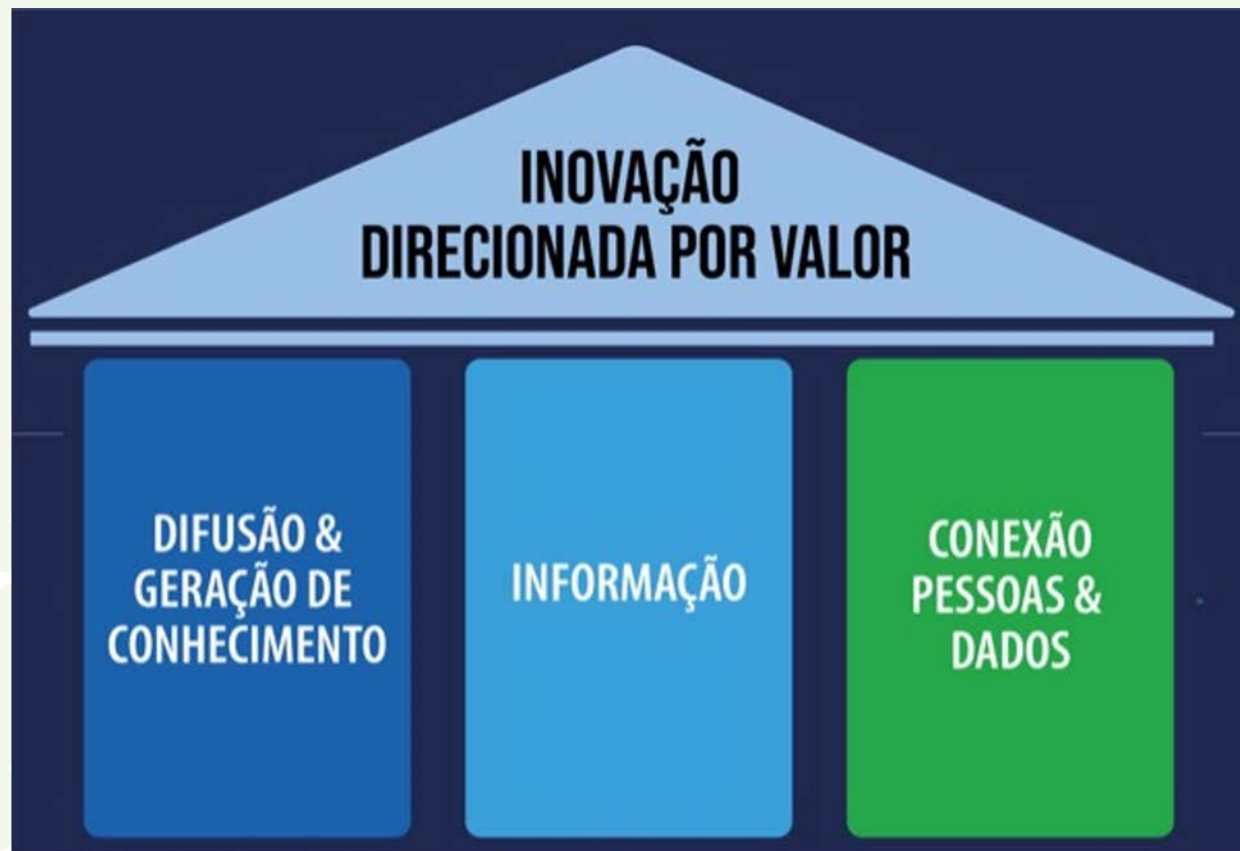 INOVAÇÃO
DIRECIONADA POR VALOR
DIFUSÃO &
GERAÇÃO DE
CONHECIMENTO
INFORMAÇÃO
CONEXÃO
PESSOAS &
DADOS